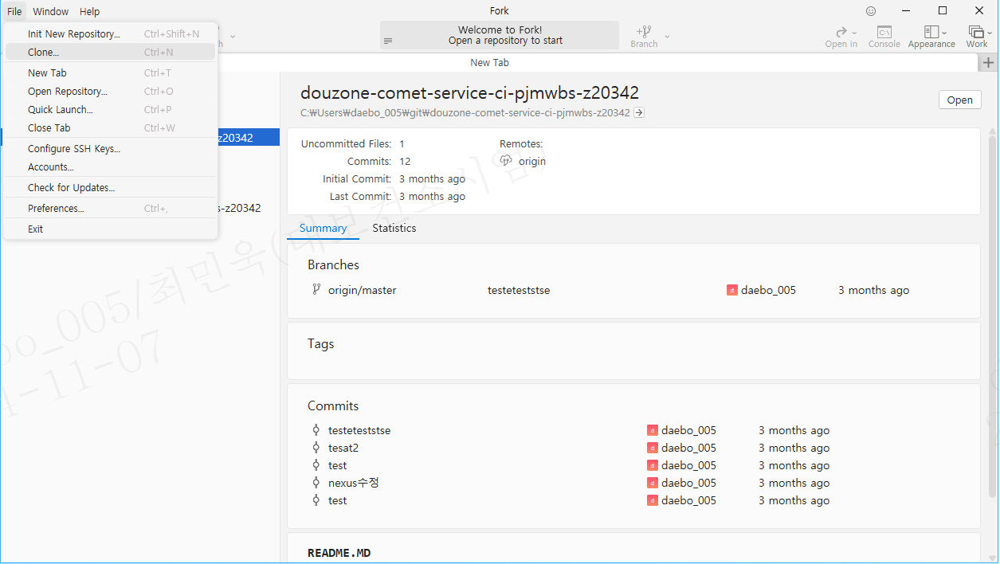 File Window Help
Fork
Init New Repository... Ctrl+Shift+N
Clone... Ctrl+N
New Tab Ctrl+T
Open Repository... Ctrl+O
Quick Launch... Ctrl+P
Close Tab Ctrl+W
Configure SSH Keys...
Accounts...
Check for Updates...
Preferences... Ctrl+,
Exit
Welcome to Fork!
Open a repository to start
Branch
Open in
C:\
Console
Appearance
Work
New Tab
z20342
s-z20342
douzone-comet-service-ci-pjmwbs-z20342
C:₩Users₩daebo_005₩git₩douzone-comet-service-ci-pjmwbs-z20342
Open
Uncommitted Files: 1
Commits: 12
Initial Commit: 3 months ago
Last Commit: 3 months ago
Remotes:
origin
Summary Statistics
Branches
origin/master testeteststse d daebo_005 3 months ago
Tags
Commits
testeteststse d daebo_005 3 months ago
tesat2 d daebo_005 3 months ago
test d daebo_005 3 months ago
nexus수정 d daebo_005 3 months ago
test d daebo_005 3 months ago
README.MD
bo_005/최민욱(대보건소시엄)
4-11-07